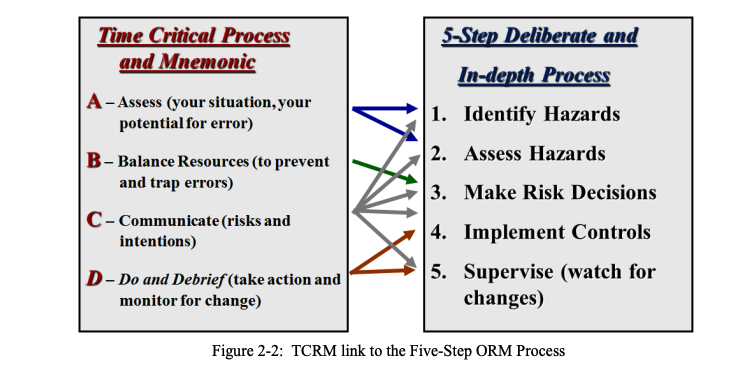 Time Critical Process
and Mnemonic
A – Assess (your situation, your
potential for error)
B – Balance Resources (to prevent
and trap errors)
C – Communicate (risks and
intentions)
D – Do and Debrief (take action and
monitor for change)
5-Step Deliberate and
In-depth Process
1. Identify Hazards
2. Assess Hazards
3. Make Risk Decisions
4. Implement Controls
5. Supervise (watch for
changes)
Figure 2-2: TCRM link to the Five-Step ORM Process